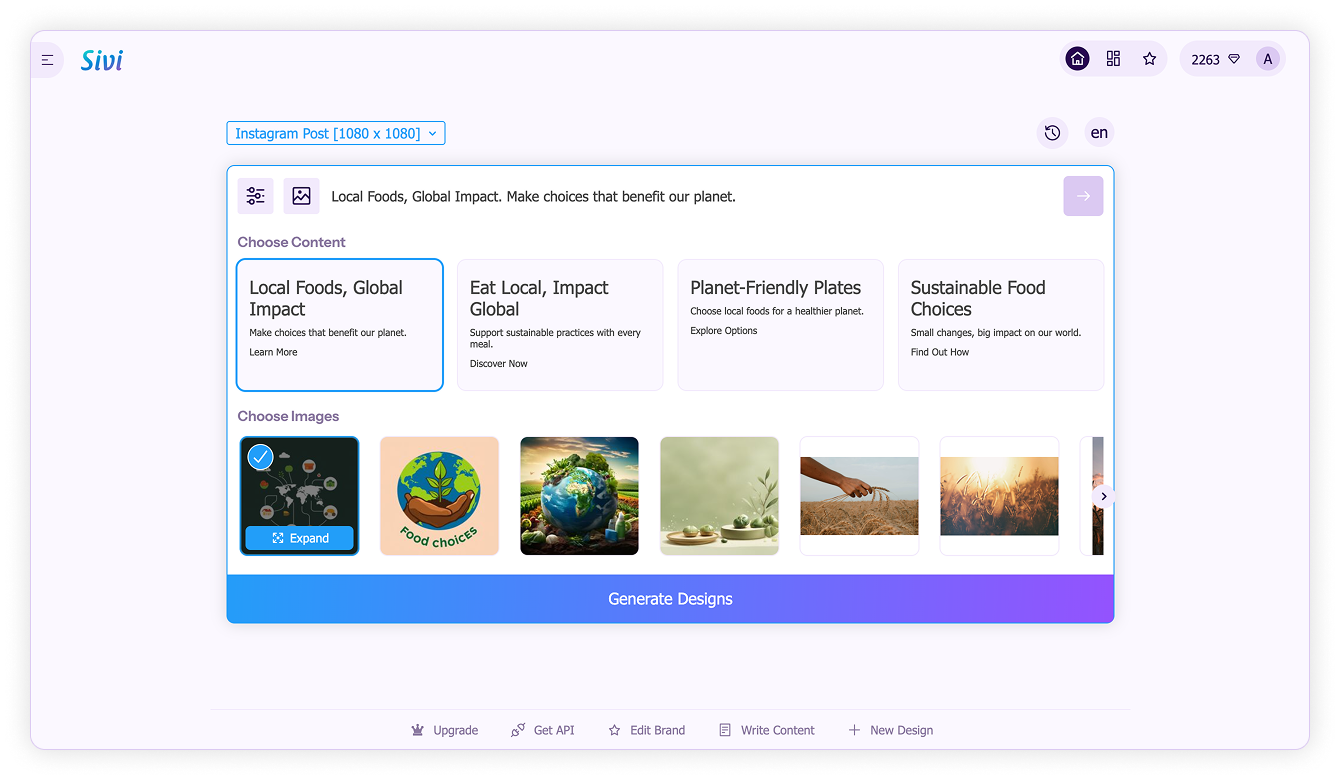 Sivi
2263
A
Instagram Post [1080 x 1080]
en
Local Foods, Global Impact. Make choices that benefit our planet.
Choose Content
Local Foods, Global
Impact
Make choices that benefit our planet.
Learn More
Eat Local, Impact
Global
Support sustainable practices with every
meal.
Discover Now
Planet-Friendly Plates
Choose local foods for a healthier planet.
Explore Options
Sustainable Food
Choices
Small changes, big impact on our world.
Find Out How
Choose Images
Expand
Food choices
Generate Designs
Upgrade
Get API
Edit Brand
Write Content
New Design